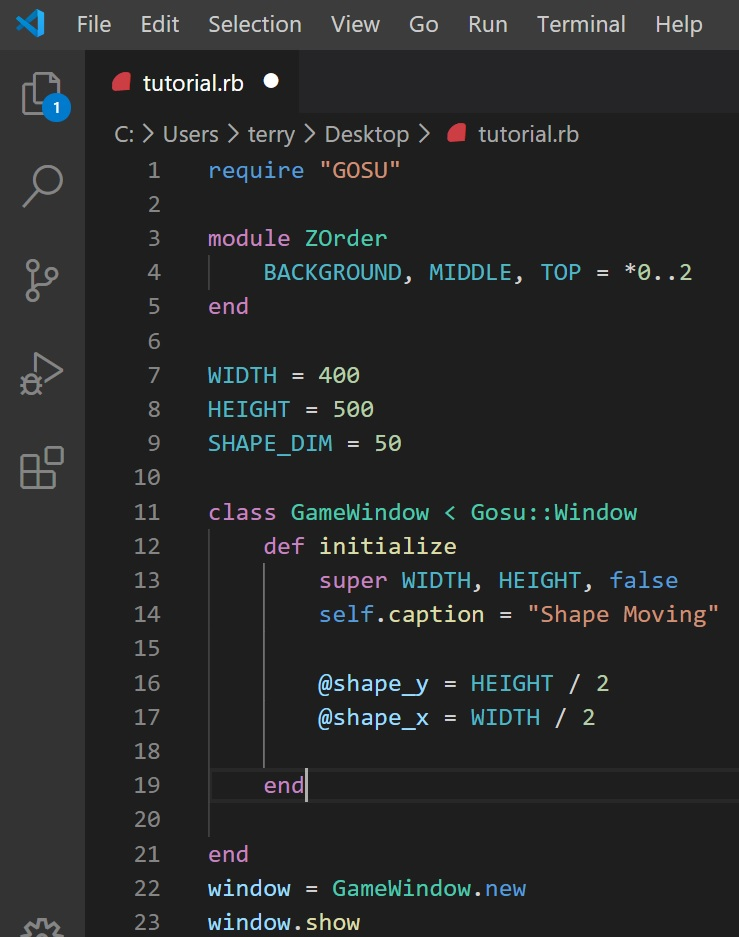 File Edit Selection View Go Run Terminal Help
1
tutorial.rb
C: > Users > terry > Desktop > tutorial.rb
1 require "GOSU"
2
3 module ZOrder
4     BACKGROUND, MIDDLE, TOP = *0..2
5 end
6
7 WIDTH = 400
8 HEIGHT = 500
9 SHAPE_DIM = 50
10
11 class GameWindow < Gosu::Window
12     def initialize
13         super WIDTH, HEIGHT, false
14         self.caption = "Shape Moving"
15
16         @shape_y = HEIGHT / 2
17         @shape_x = WIDTH / 2
18
19     end
20
21 end
22 window = GameWindow.new
23 window.show